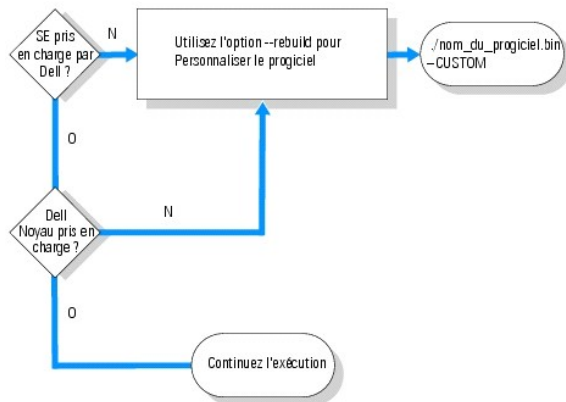 SE pris
en charge par
Dell ?
N
Utilisez l'option --rebuild pour
Personnaliser le progiciel
./nom_du_progiciel.bin
–CUSTOM
O
Dell
Noyau pris en
charge ?
N
O
Continuez l'exécution